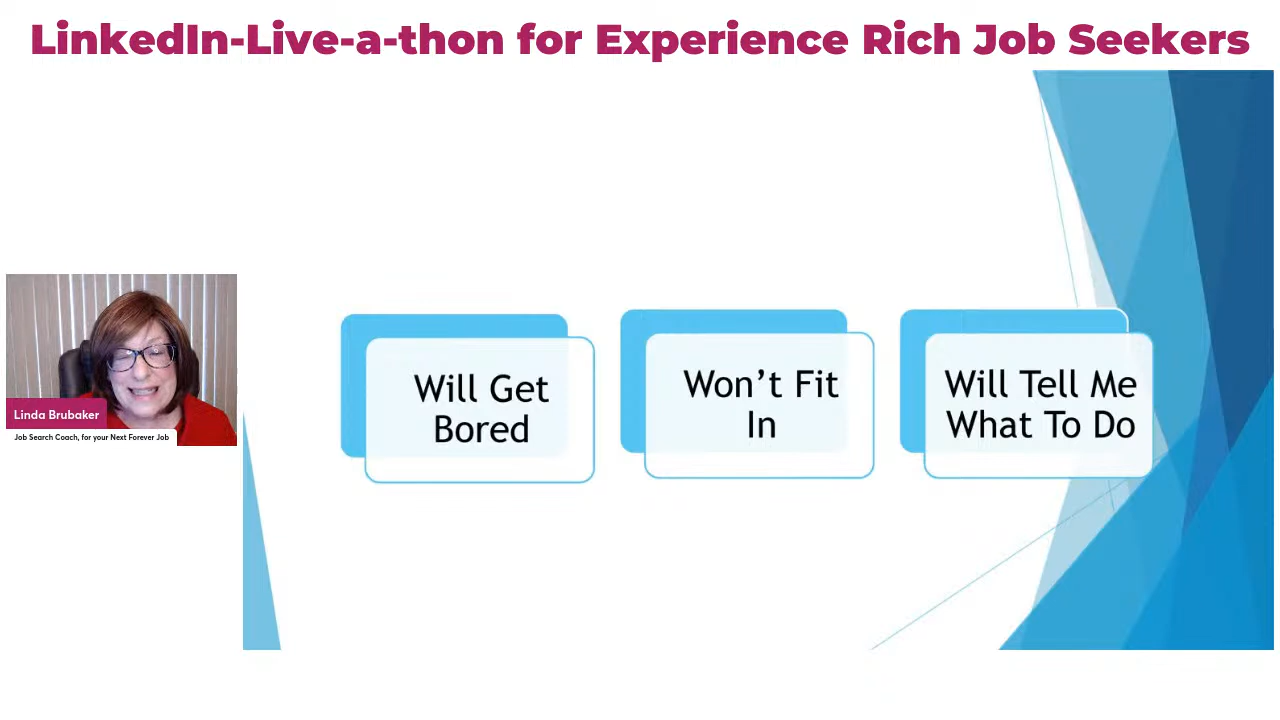 LinkedIn-Live-a-thon for Experience Rich Job Seekers
Linda Brubaker
Job Search Coach, for your Next Forever Job
Will Get
Bored
Won't Fit
In
Will Tell Me
What To Do